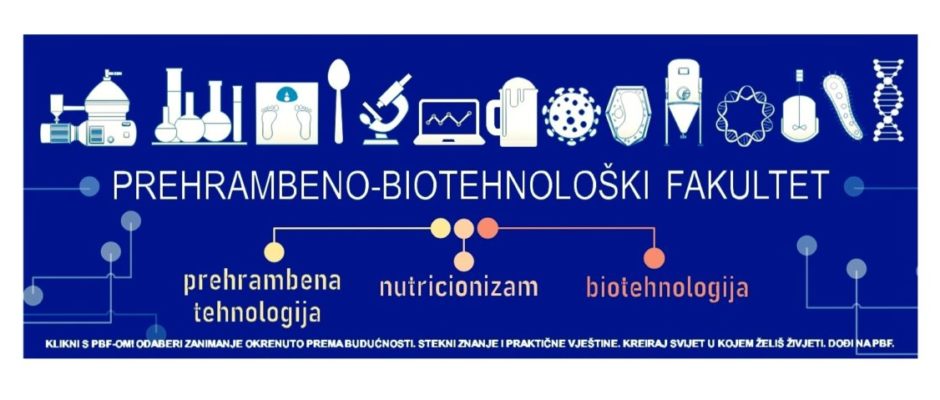 PREHRAMBENO-BIOTEHNOLOŠKI FAKULTET
prehrambena
tehnologija
nutricionizam
biotehnologija
KLIKNI S PBF-OM I ODABERI ZANIMANJE OKRENUTO PREMA BUDUĆNOSTI. STEKNI ZNANJE I PRAKTIČNE VJEŠTINE. KREIRAJ SVIJET U KOJEM ŽELIŠ ŽIVJETI. DOĐI NA PBF.